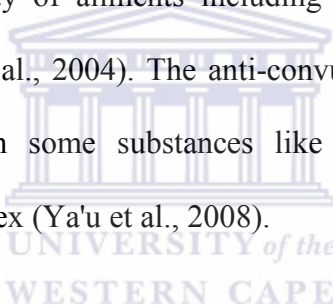 y of ailments including
al., 2004). The anti-convu
n some substances like
ex (Ya'u et al., 2008).
UNIVERSITY of the
WESTERN CAPE